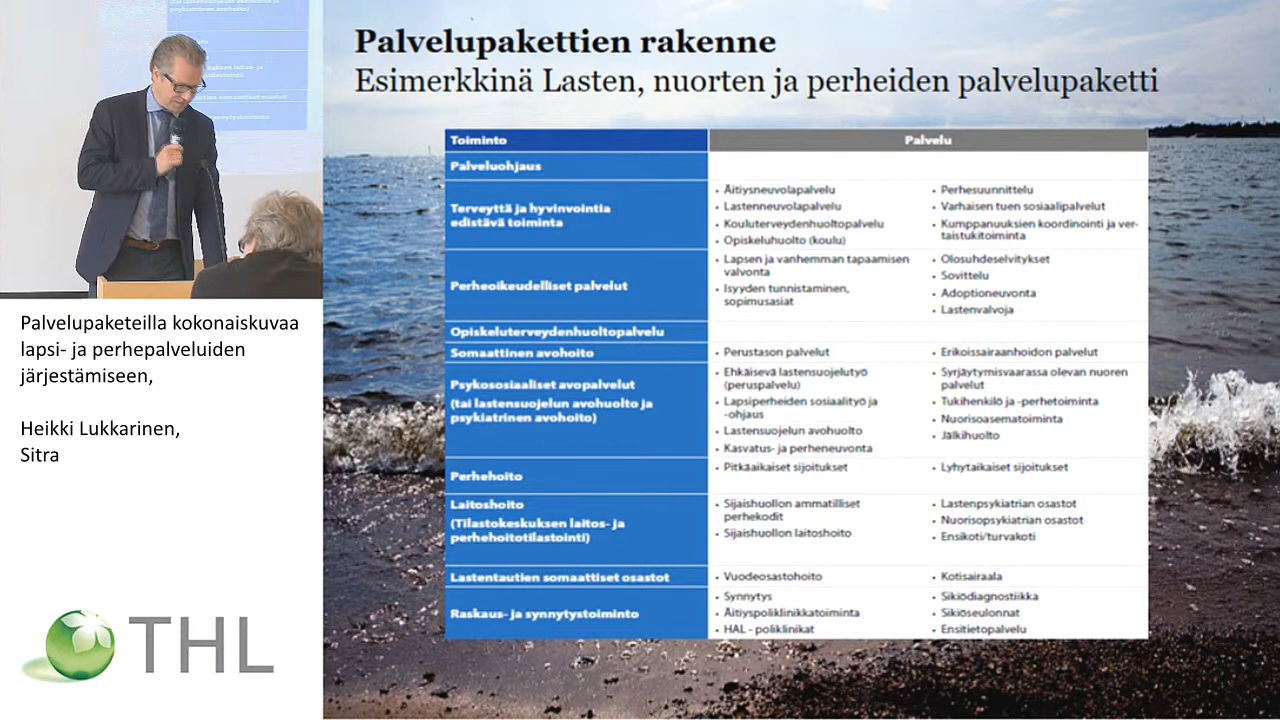 Palvelupakettien rakenne
Esimerkkinä Lasten, nuorten ja perheiden palvelupaketti
Toiminto
Palvelu
Palveluohjaus
Terveyttä ja hyvinvointia
edistävä toiminta
• Äitiysneuvolapalvelu
• Lastenneuvolapalvelu
• Kouluterveydenhuoltopalvelu
• Opiskeluhuolto (koulu)
• Perhesuunnittelu
• Varhaisen tuen sosiaalipalvelut
• Kumppanuuksien koordinointi ja ver-
taistukitoiminta
Perheoikeudelliset palvelut
• Lapsen ja vanhemman tapaamisen
valvonta
• Isyyden tunnistaminen,
sopimusasiat
• Olosuhdeselvitykset
• Sovittelu
• Adoptioneuvonta
• Lastenvalvoja
Opiskeluterveydenhuoltopalvelu
Somaattinen avohoito
• Perustason palvelut
• Erikoissairaanhoidon palvelut
Psykososiaaliset avopalvelut
(tai lastensuojelun avohuolto ja
psykiatrinen avohoito)
• Ehkäisevä lastensuojelutyö
(peruspalvelu)
• Lapsiperheiden sosiaalityö ja
-ohjaus
• Lastensuojelun avohuolto
• Kasvatus- ja perheneuvonta
• Syrjäytymisvaarassa olevan nuoren
palvelut
• Tukihenkilö ja -perhetoiminta
• Nuorisoasematoiminta
• Jälkihuolto
Perhehoito
• Pitkäaikaiset sijoitukset
• Lyhytaikaiset sijoitukset
Laitoshoito
(Tilastokeskuksen laitos- ja
perhehoitotilastointi)
• Sijaishuollon ammatilliset
perhekodit
• Sijaishuollon laitoshoito
• Lastenpsykiatrian osastot
• Nuorisopsykiatrian osastot
• Ensikoti/turvakoti
Lastentautien somaattiset osastot
• Vuodeosastohoito
• Kotisairaala
Raskaus- ja synnytystoiminto
• Synnytys
• Äitiyspoliklinikkatoiminta
• HAL - poliklinikat
• Sikiödiagnostiikka
• Sikiöseulonnat
• Ensitietopalvelu
Palvelupaketeilla kokonaiskuvaa
lapsi- ja perhepalveluiden
järjestämiseen,
Heikki Lukkarinen,
Sitra
THL